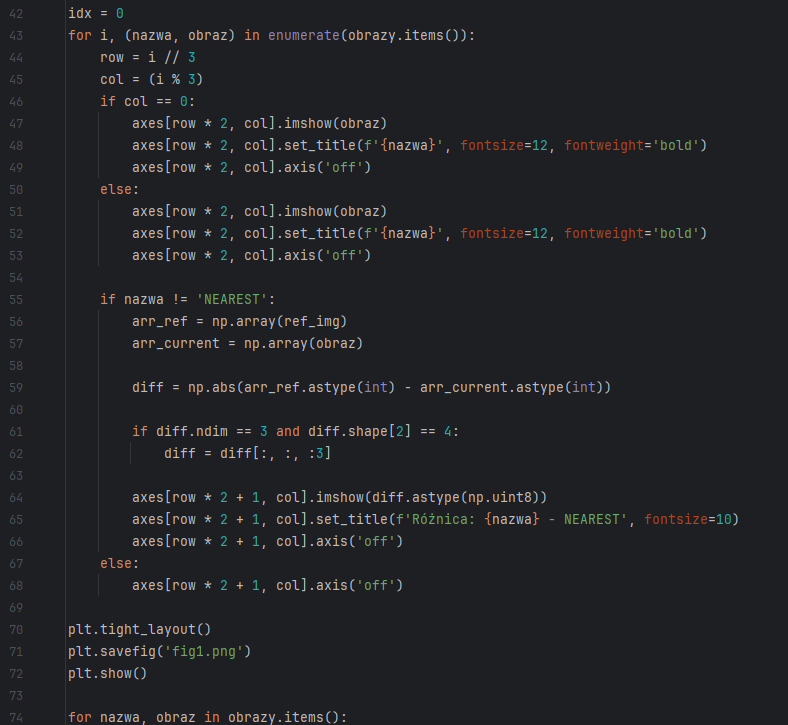 42 idx = 0
43 for i, (nazwa, obraz) in enumerate(obrazy.items()):
44     row = i // 3
45     col = (i % 3)
46     if col == 0:
47         axes[row * 2, col].imshow(obraz)
48         axes[row * 2, col].set_title(f'{nazwa}', fontsize=12, fontweight='bold')
49         axes[row * 2, col].axis('off')
50     else:
51         axes[row * 2, col].imshow(obraz)
52         axes[row * 2, col].set_title(f'{nazwa}', fontsize=12, fontweight='bold')
53         axes[row * 2, col].axis('off')
54
55     if nazwa != 'NEAREST':
56         arr_ref = np.array(ref_img)
57         arr_current = np.array(obraz)
58
59         diff = np.abs(arr_ref.astype(int) - arr_current.astype(int))
60
61         if diff.ndim == 3 and diff.shape[2] == 4:
62             diff = diff[:, :, :3]
63
64         axes[row * 2 + 1, col].imshow(diff.astype(np.uint8))
65         axes[row * 2 + 1, col].set_title(f'Różnica: {nazwa} - NEAREST', fontsize=10)
66         axes[row * 2 + 1, col].axis('off')
67     else:
68         axes[row * 2 + 1, col].axis('off')
69
70 plt.tight_layout()
71 plt.savefig('fig1.png')
72 plt.show()
73
74 for nazwa, obraz in obrazy.items():